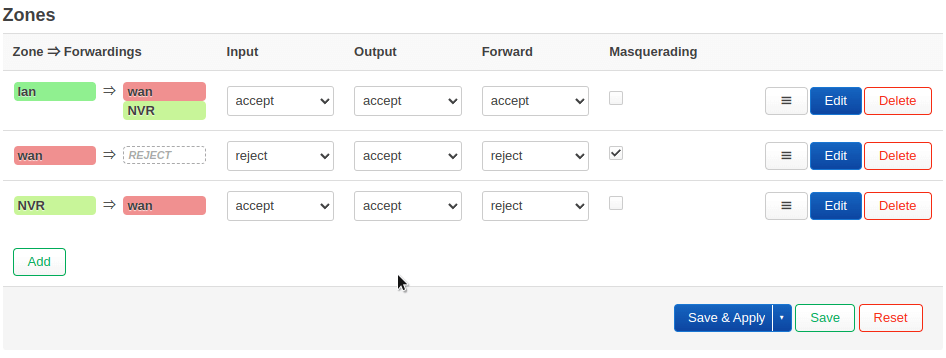 Zones
Zone ⇒ Forwardings Input Output Forward Masquerading
lan ⇒ wan accept accept accept Edit Delete
NVR
wan ⇒ REJECT reject accept reject Edit Delete
NVR ⇒ wan accept accept reject Edit Delete
Add
Save & Apply Save Reset